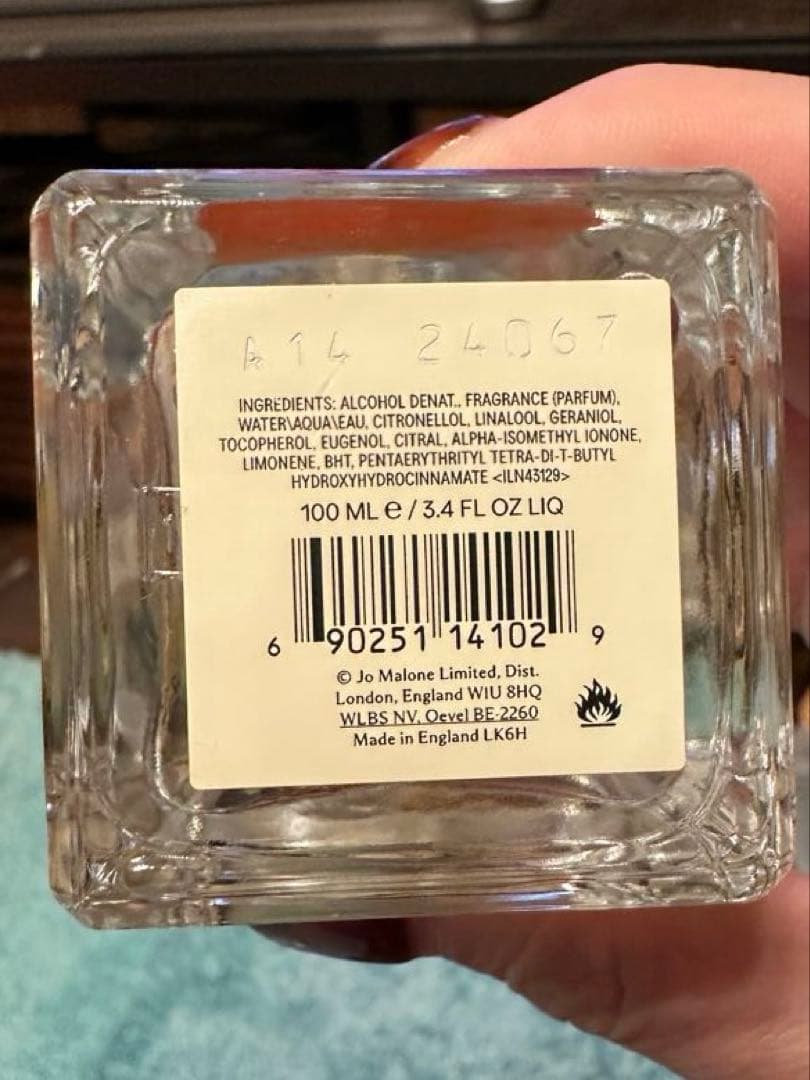 A14 24067
INGREDIENTS: ALCOHOL DENAT., FRAGRANCE (PARFUM),
WATER\AQUA\EAU, CITRONELLOL, LINALOOL, GERANIOL,
TOCOPHEROL, EUGENOL, CITRAL, ALPHA-ISOMETHYL IONONE,
LIMONENE, BHT, PENTAERYTHRITYL TETRA-DI-T-BUTYL
HYDROXYHYDROCINNAMATE <ILN43129>
100 ML e / 3.4 FL OZ LIQ
6 90251 14102 9
© Jo Malone Limited, Dist.
London, England W1U 8HQ
WLBS NV, Oevel BE-2260
Made in England LK6H